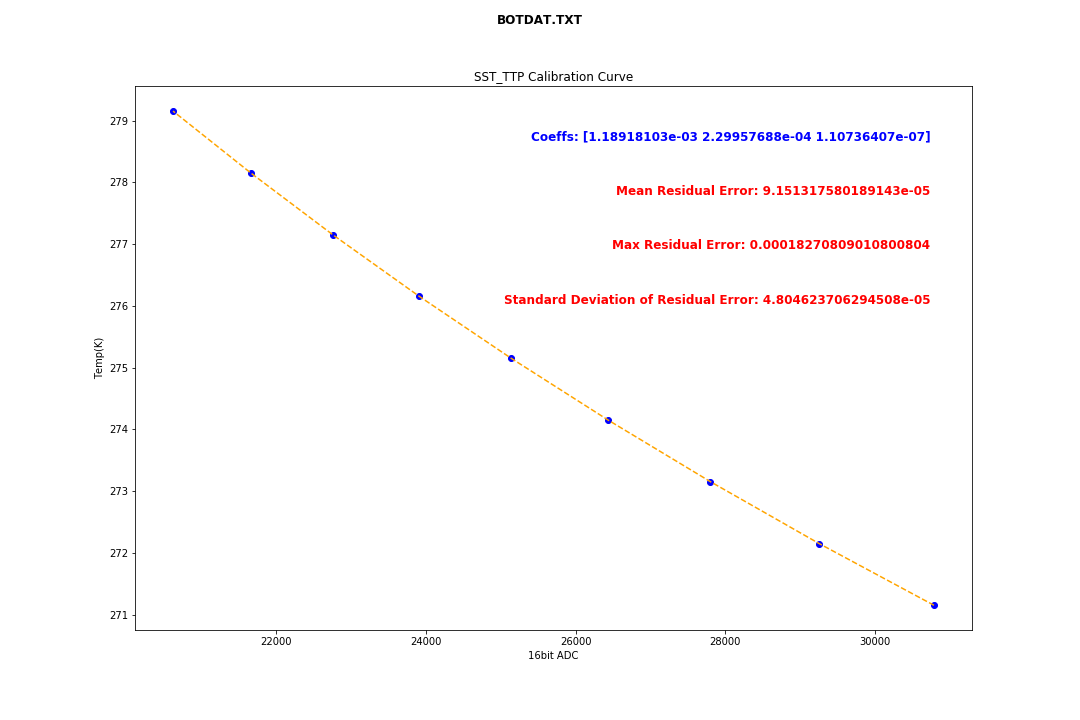 BOTDAT.TXT
SST_TTP Calibration Curve
Coeffs: [1.18918103e-03 2.29957688e-04 1.10736407e-07]
Mean Residual Error: 9.151317580189143e-05
Max Residual Error: 0.00018270809010800804
Standard Deviation of Residual Error: 4.804623706294508e-05
Temp(K)
279
278
277
276
275
274
273
272
271
22000 24000 26000 28000 30000
16bit ADC